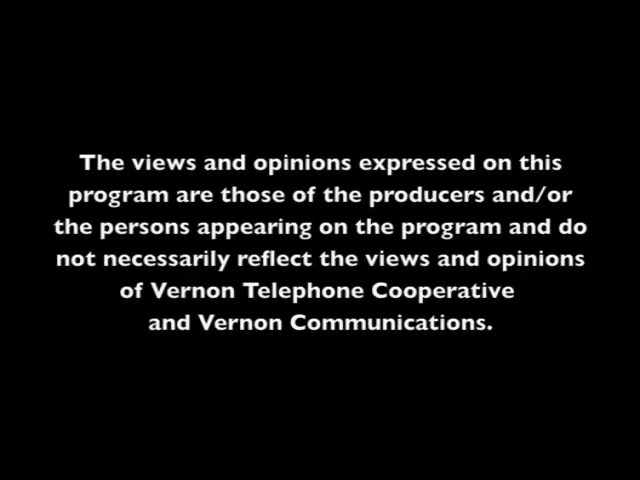 The views and opinions expressed on this
program are those of the producers and/or
the persons appearing on the program and do
not necessarily reflect the views and opinions
of Vernon Telephone Cooperative
and Vernon Communications.